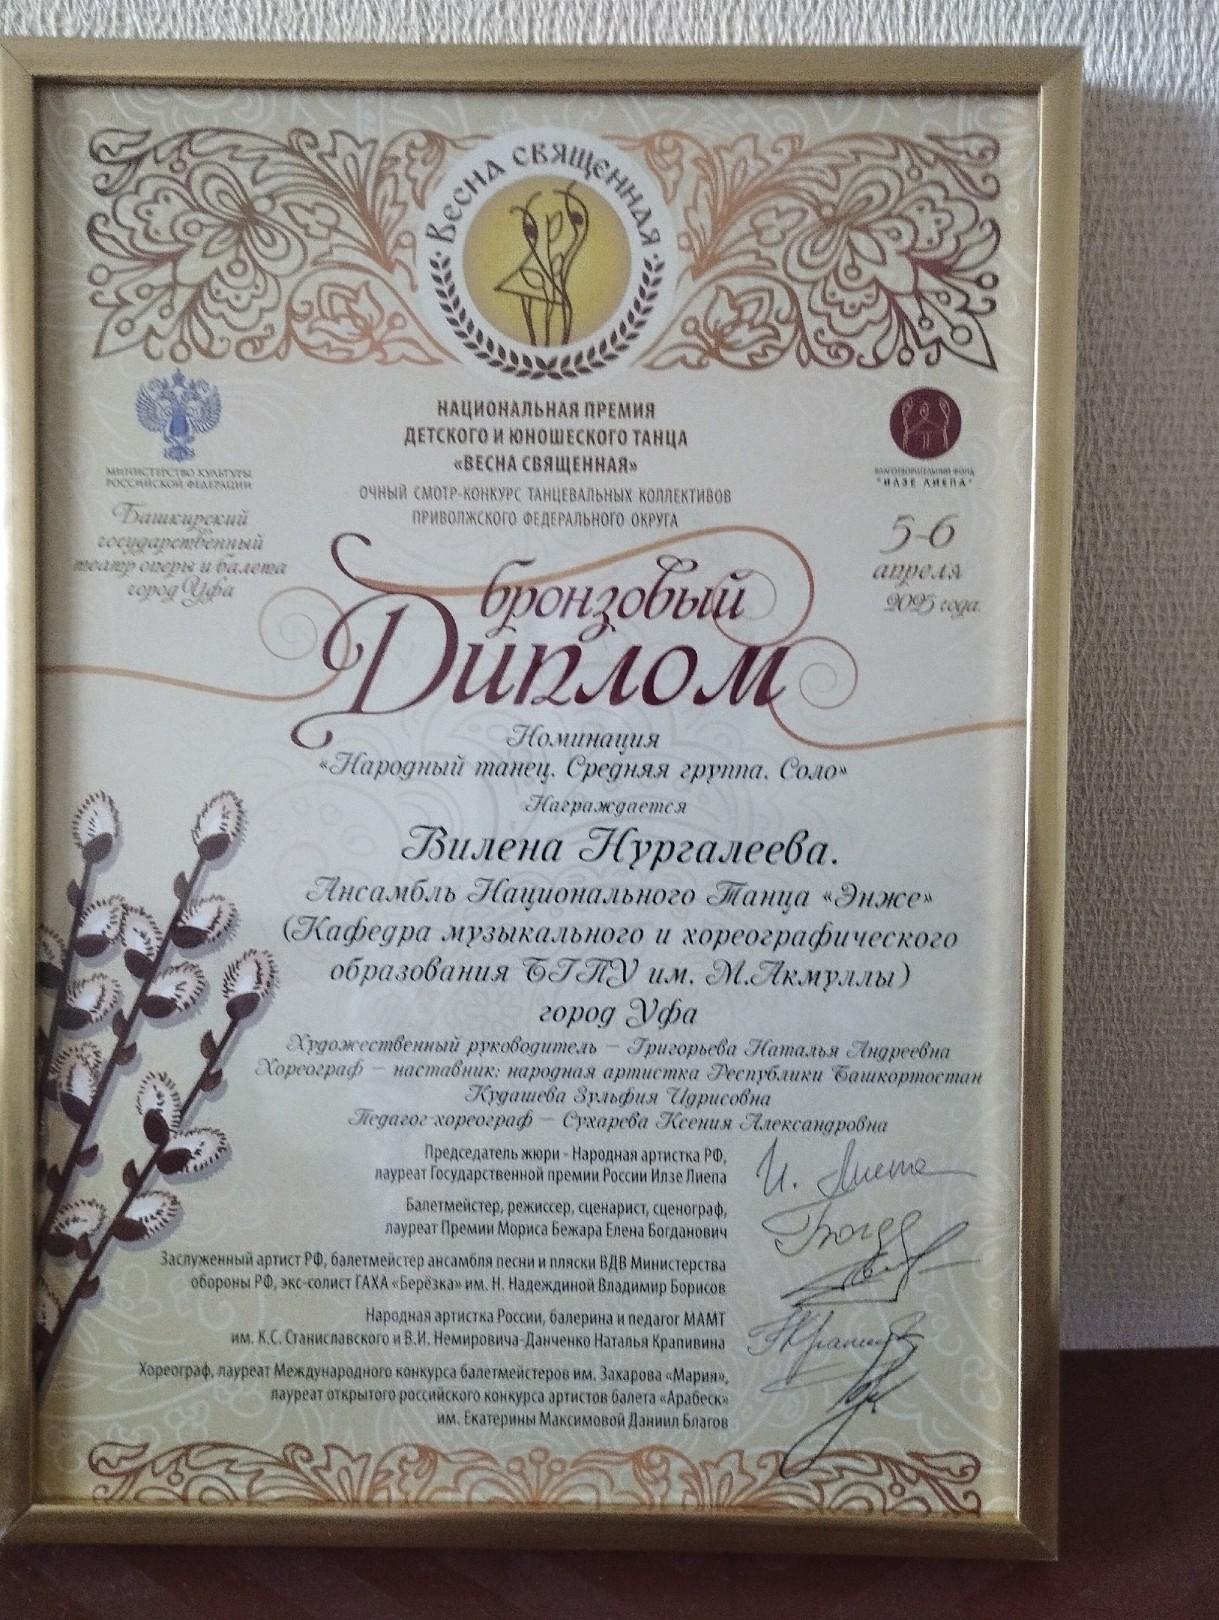 Весна священная
НАЦИОНАЛЬНАЯ ПРЕМИЯ
ДЕТСКОГО И ЮНОШЕСКОГО ТАНЦА
«ВЕСНА СВЯЩЕННАЯ»
ОЧНЫЙ СМОТР-КОНКУРС ТАНЦЕВАЛЬНЫХ КОЛЛЕКТИВОВ
ПРИВОЛЖСКОГО ФЕДЕРАЛЬНОГО ОКРУГА
МИНИСТЕРСТВО КУЛЬТУРЫ
РОССИЙСКОЙ ФЕДЕРАЦИИ
Башкирский
государственный
театр оперы и балета
город Уфа
БЛАГОТВОРИТЕЛЬНЫЙ ФОНД
"ИЛЗЕ ЛИЕПА"
5-6
апреля
2025 года.
бронзовый
Диплом
Номинация
«Народный танец. Средняя группа. Соло»
Награждается
Вилена Нургалеева.
Ансамбль Национального Танца «Энже»
(Кафедра музыкального и хореографического
образования БГПУ им. М.Акмуллы)
город Уфа
Художественный руководитель – Григорьева Наталья Андреевна
Хореограф – наставник: народная артистка Республики Башкортостан
Кудашева Зульфия Идрисовна
Педагог-хореограф – Сухарева Ксения Александровна
Председатель жюри - Народная артистка РФ,
лауреат Государственной премии России Илзе Лиепа
И. Лиепа
Балетмейстер, режиссер, сценарист, сценограф,
лауреат Премии Мориса Бежара Елена Богданович
Заслуженный артист РФ, балетмейстер ансамбля песни и пляски ВДВ Министерства
обороны РФ, экс-солист ГАХА «Берёзка» им. Н. Надеждиной Владимир Борисов
Народная артистка России, балерина и педагог МАМТ
им. К.С. Станиславского и В.И. Немировича-Данченко Наталья Крапивина
Хореограф, лауреат Международного конкурса балетмейстеров им. Захарова «Мария»,
лауреат открытого российского конкурса артистов балета «Арабеск»
им. Екатерины Максимовой Даниил Благов